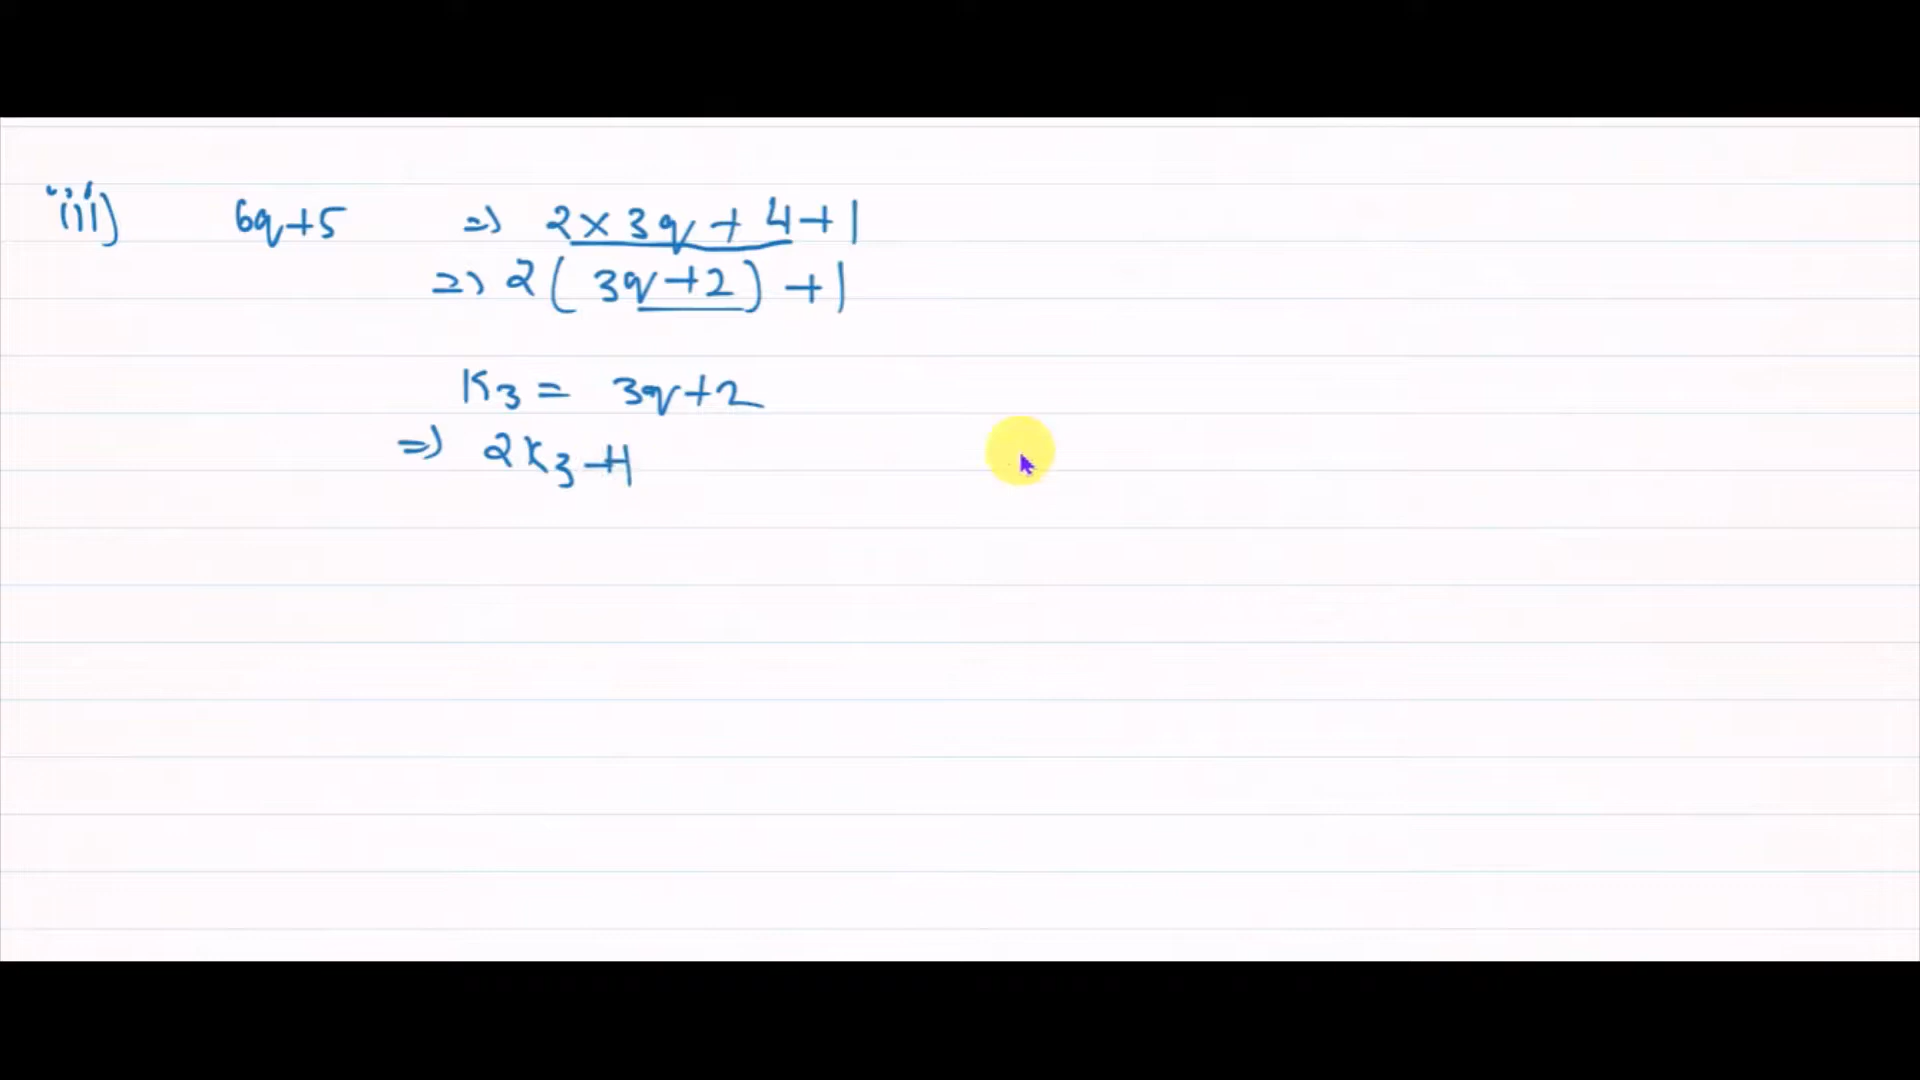 iii) 6q+5 => 2 × 3q + 4 + 1
=> 2 ( 3q + 2 ) + 1
K3 = 3q+2
=> 2K3 +1